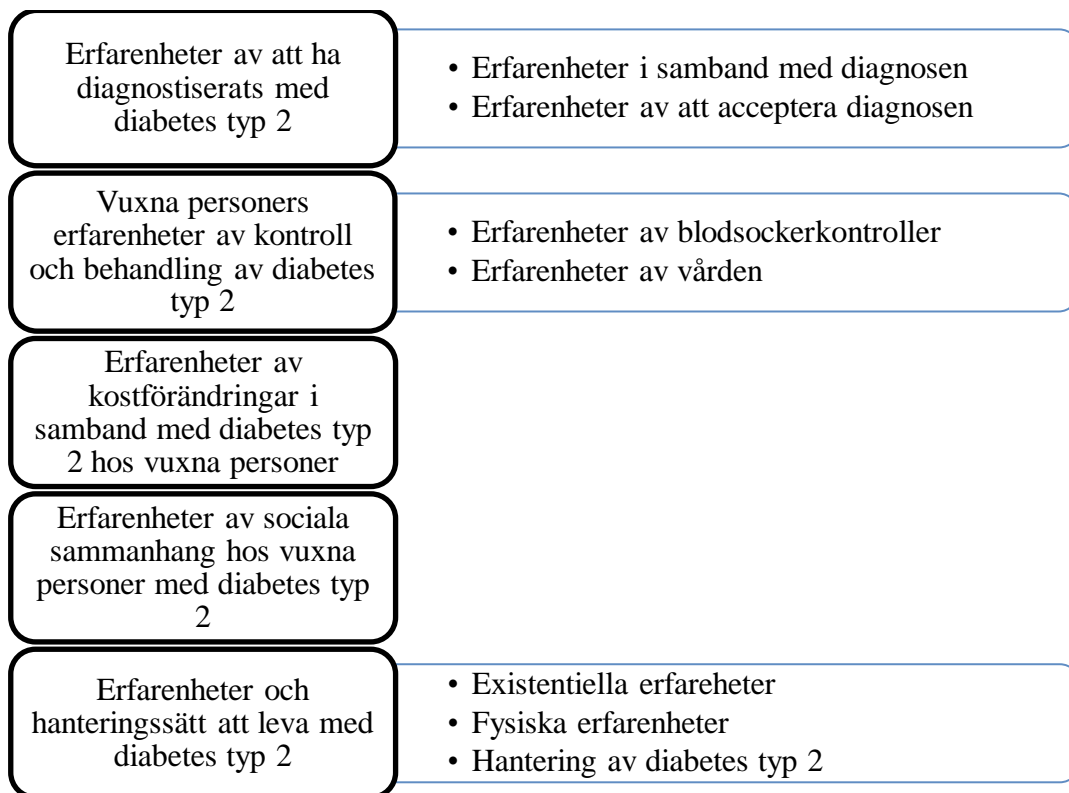 Erfarenheter av att ha
diagnostiserats med
diabetes typ 2
• Erfarenheter i samband med diagnosen
• Erfarenheter av att acceptera diagnosen
Vuxna personers
erfarenheter av kontroll
och behandling av diabetes
typ 2
• Erfarenheter av blodsockerkontroller
• Erfarenheter av vården
Erfarenheter av
kostförändringar i
samband med diabetes typ
2 hos vuxna personer
Erfarenheter av sociala
sammanhang hos vuxna
personer med diabetes typ
2
Erfarenheter och
hanteringssätt att leva med
diabetes typ 2
• Existentiella erfareheter
• Fysiska erfarenheter
• Hantering av diabetes typ 2